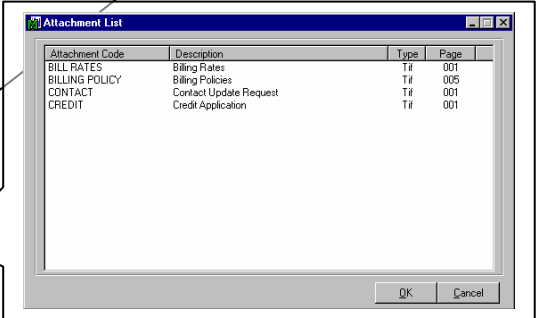 Attachment List
Attachment Code Description Type Page
BILL RATES Billing Rates Tif 001
BILLING POLICY Billing Policies Tif 005
CONTACT Contact Update Request Tif 001
CREDIT Credit Application Tif 001
OK Cancel